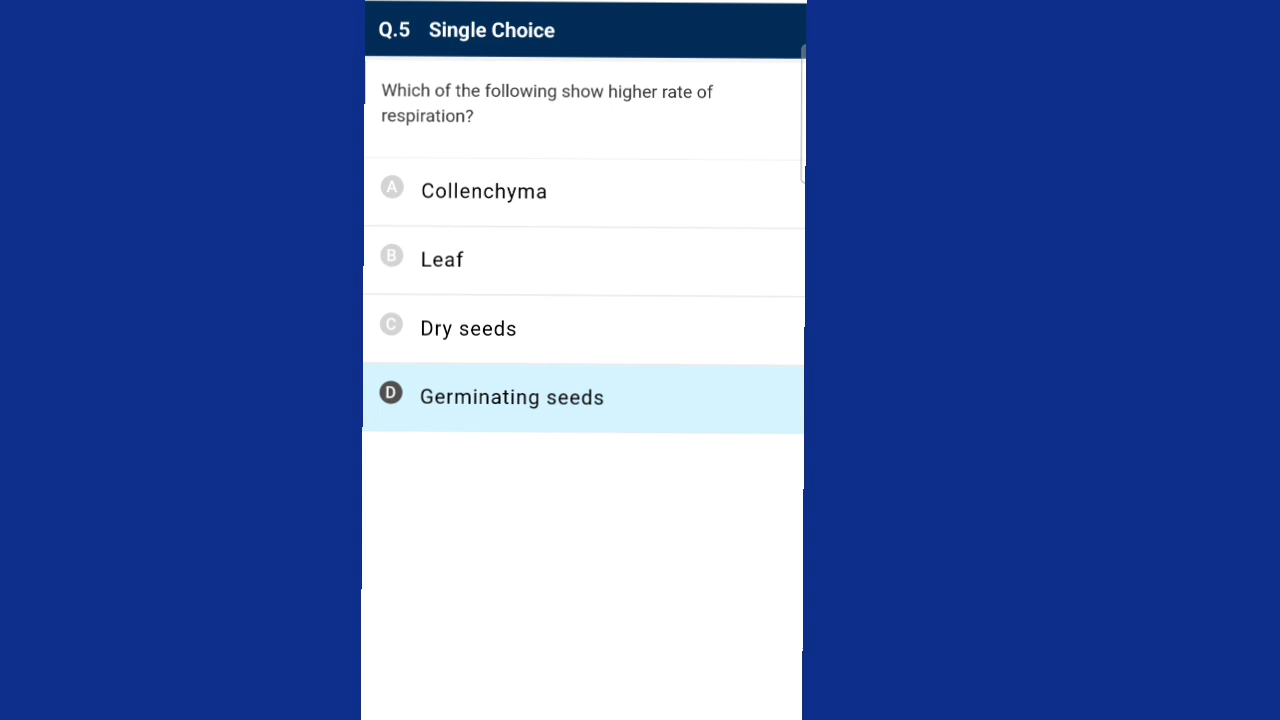 Q.5 Single Choice
Which of the following show higher rate of
respiration?
A Collenchyma
B Leaf
C Dry seeds
D Germinating seeds